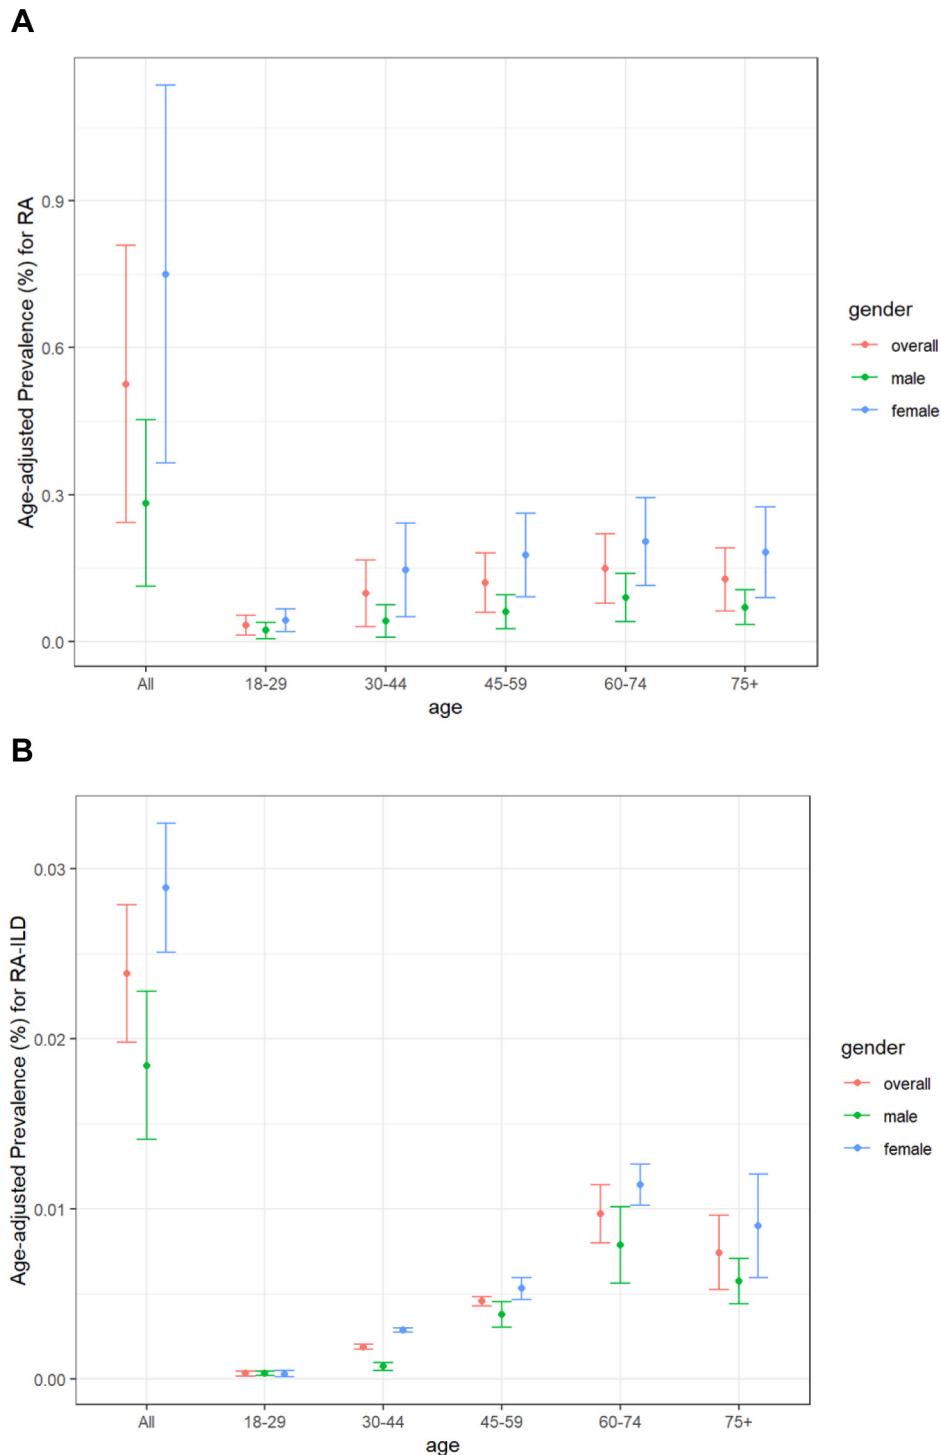 A
Age-adjusted Prevalence (%) for RA
0.9
0.6
0.3
0.0
All 18-29 30-44 45-59 60-74 75+
age
gender
overall
male
female
B
Age-adjusted Prevalence (%) for RA-ILD
0.03
0.02
0.01
0.00
All 18-29 30-44 45-59 60-74 75+
age
gender
overall
male
female